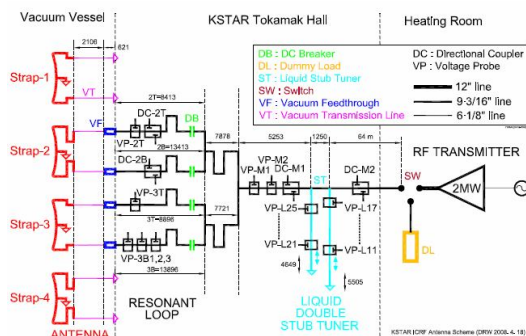 Vacuum Vessel
KSTAR Tokamak Hall
Heating Room
2106
621
Strap-1
VT
Strap-2
VF
Strap-3
Strap-4
ANTENNA
DB : DC Breaker
DL : Dummy Load
ST : Liquid Stub Tuner
SW : Switch
VF : Vacuum Feedthrough
VT : Vacuum Transmission Line
DC : Directional Coupler
VP : Voltage Probe
12" line
9-3/16" line
6-1/8" line
2T=8413
DC-2T
DB
VP-2T
2B=13413
DC-2B
VP-3T
3T=8896
VP-3B1,2,3
3B=13896
RESONANT
LOOP
7878
7721
5253
1250
64 m
VP-M2
VP-M1
DC-M1
ST
DC-M2
VP-L25
VP-L17
VP-L21
VP-L11
4649
5505
LIQUID
DOUBLE
STUB TUNER
SW
RF TRANSMITTER
2MW
DL
KSTAR ICRF Antenna Scheme (DRW 2008. 4. 18)